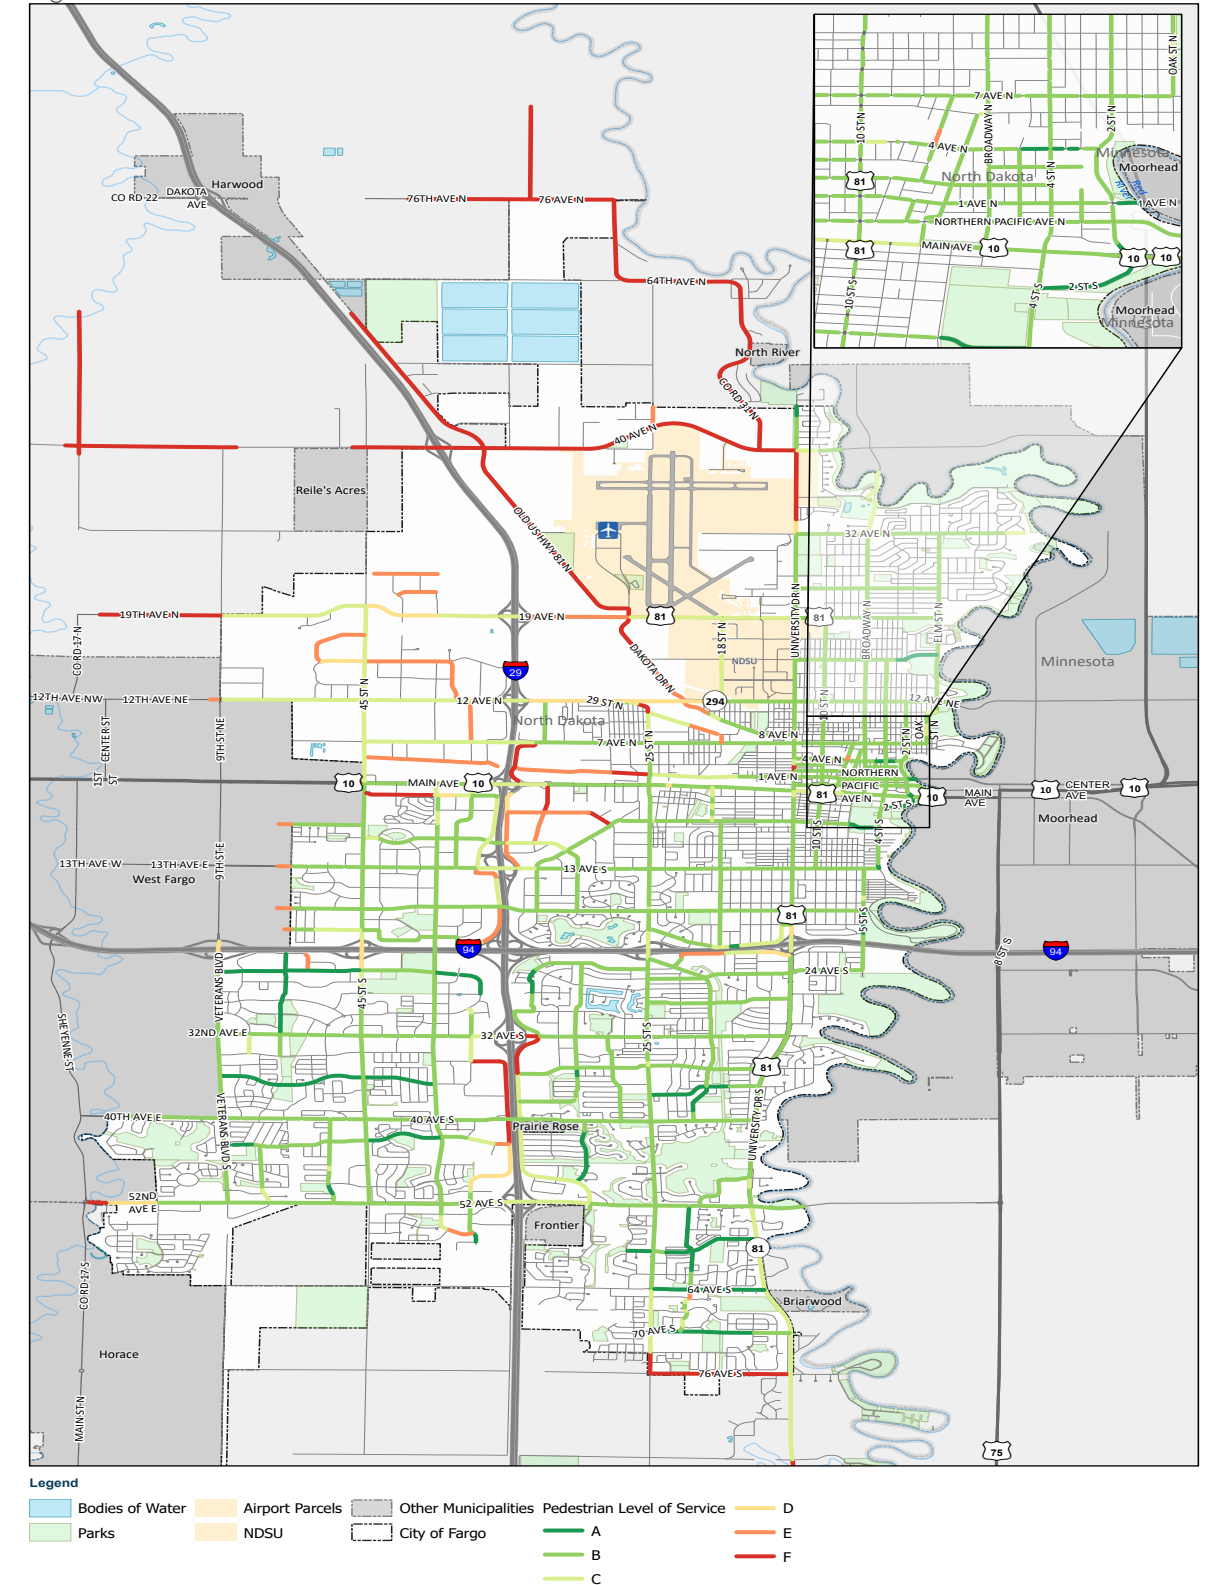 OAK ST N
7 AVE N
10 ST N
BROADWAY N
2 ST N
4 AVE N
Minnesota
Moorhead
North Dakota
4 ST N
81
Red River
1 AVE N
1 AVE N
NORTHERN PACIFIC AVE N
MAIN AVE
10
81
10
10
10 ST S
4 ST S
2 ST S
Moorhead
Minnesota
Harwood
CO RD 22
DAKOTA
AVE
76TH AVE N
76 AVE N
64TH AVE N
North River
CO RD 31 N
40 AVE N
Reile's Acres
OLD US HWY 81 N
32 AVE N
19TH AVE N
19 AVE N
81
81
UNIVERSITY DR N
BROADWAY N
ELM ST N
18 ST N
CO RD 17 N
DAKOTA DR N
NDSU
Minnesota
29
45 ST N
12TH AVE NW
12TH AVE NE
12 AVE N
29 ST N
294
10 ST N
12 AVE NE
North Dakota
1ST
CENTER ST
ST
9TH ST NE
25 ST N
7 AVE N
8 AVE N
2 ST N
OAK
ST N
4 AVE N
10
MAIN AVE
10
1 AVE N
NORTHERN
PACIFIC
AVE N
81
2 ST S
10
MAIN
AVE
10
CENTER
AVE
10
Moorhead
10 ST S
4 ST S
13TH AVE W
13TH AVE E
9TH ST E
West Fargo
13 AVE S
81
5 ST S
94
8 ST S
94
VETERANS BLVD
45 ST S
24 AVE S
SHEYENNE ST
32ND AVE E
32 AVE S
25 ST S
81
40TH AVE E
VETERANS BLVD S
40 AVE S
Prairie Rose
UNIVERSITY DR S
52ND
AVE E
52 AVE S
Frontier
81
CO RD 17 S
64 AVE S
Briarwood
70 AVE S
Horace
76 AVE S
MAIN ST N
75
Legend
Bodies of Water
Airport Parcels
Other Municipalities
Pedestrian Level of Service
D
Parks
NDSU
City of Fargo
A
E
B
F
C